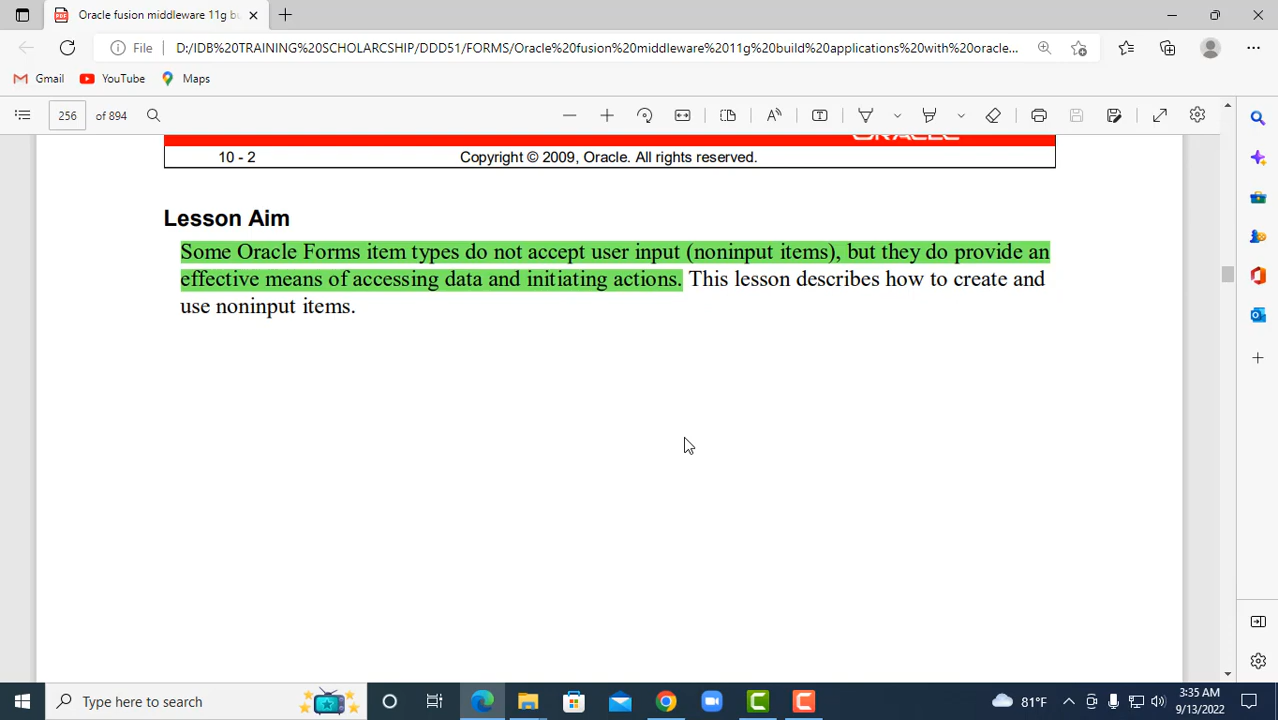 Oracle fusion middleware 11g bu
File
D:/IDB%20TRAINING%20SCHOLARCSHIP/DDD51/FORMS/Oracle%20fusion%20middleware%2011g%20build%20applications%20with%20oracle...
Gmail
YouTube
Maps
256 of 894
ORACLE
10 - 2
Copyright © 2009, Oracle. All rights reserved.
Lesson Aim
Some Oracle Forms item types do not accept user input (noninput items), but they do provide an
effective means of accessing data and initiating actions. This lesson describes how to create and
use noninput items.
Type here to search
81°F
3:35 AM
9/13/2022